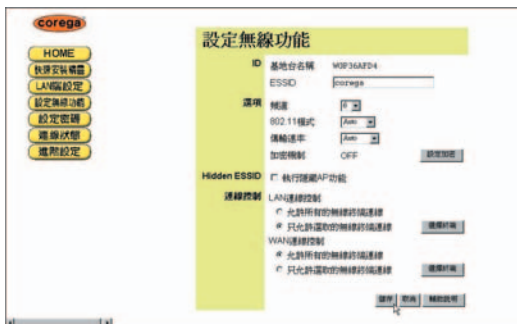 corega
HOME
快速安裝精靈
LAN端設定
設定無線功能
設定密碼
連線狀態
進階設定
設定無線功能
ID 基地台名稱
ESSID corega
選項 頻道 6
802.11模式 Auto
傳輸速率 Auto
加密機制 OFF 設定加密
Hidden ESSID 執行隱藏AP功能
連線控制 LAN連線控制
允許所有的無線終端連線
只允許選取的無線終端連線 選擇終端
WAN連線控制
允許所有的無線終端連線
只允許選取的無線終端連線 選擇終端
儲存 取消 輔助說明